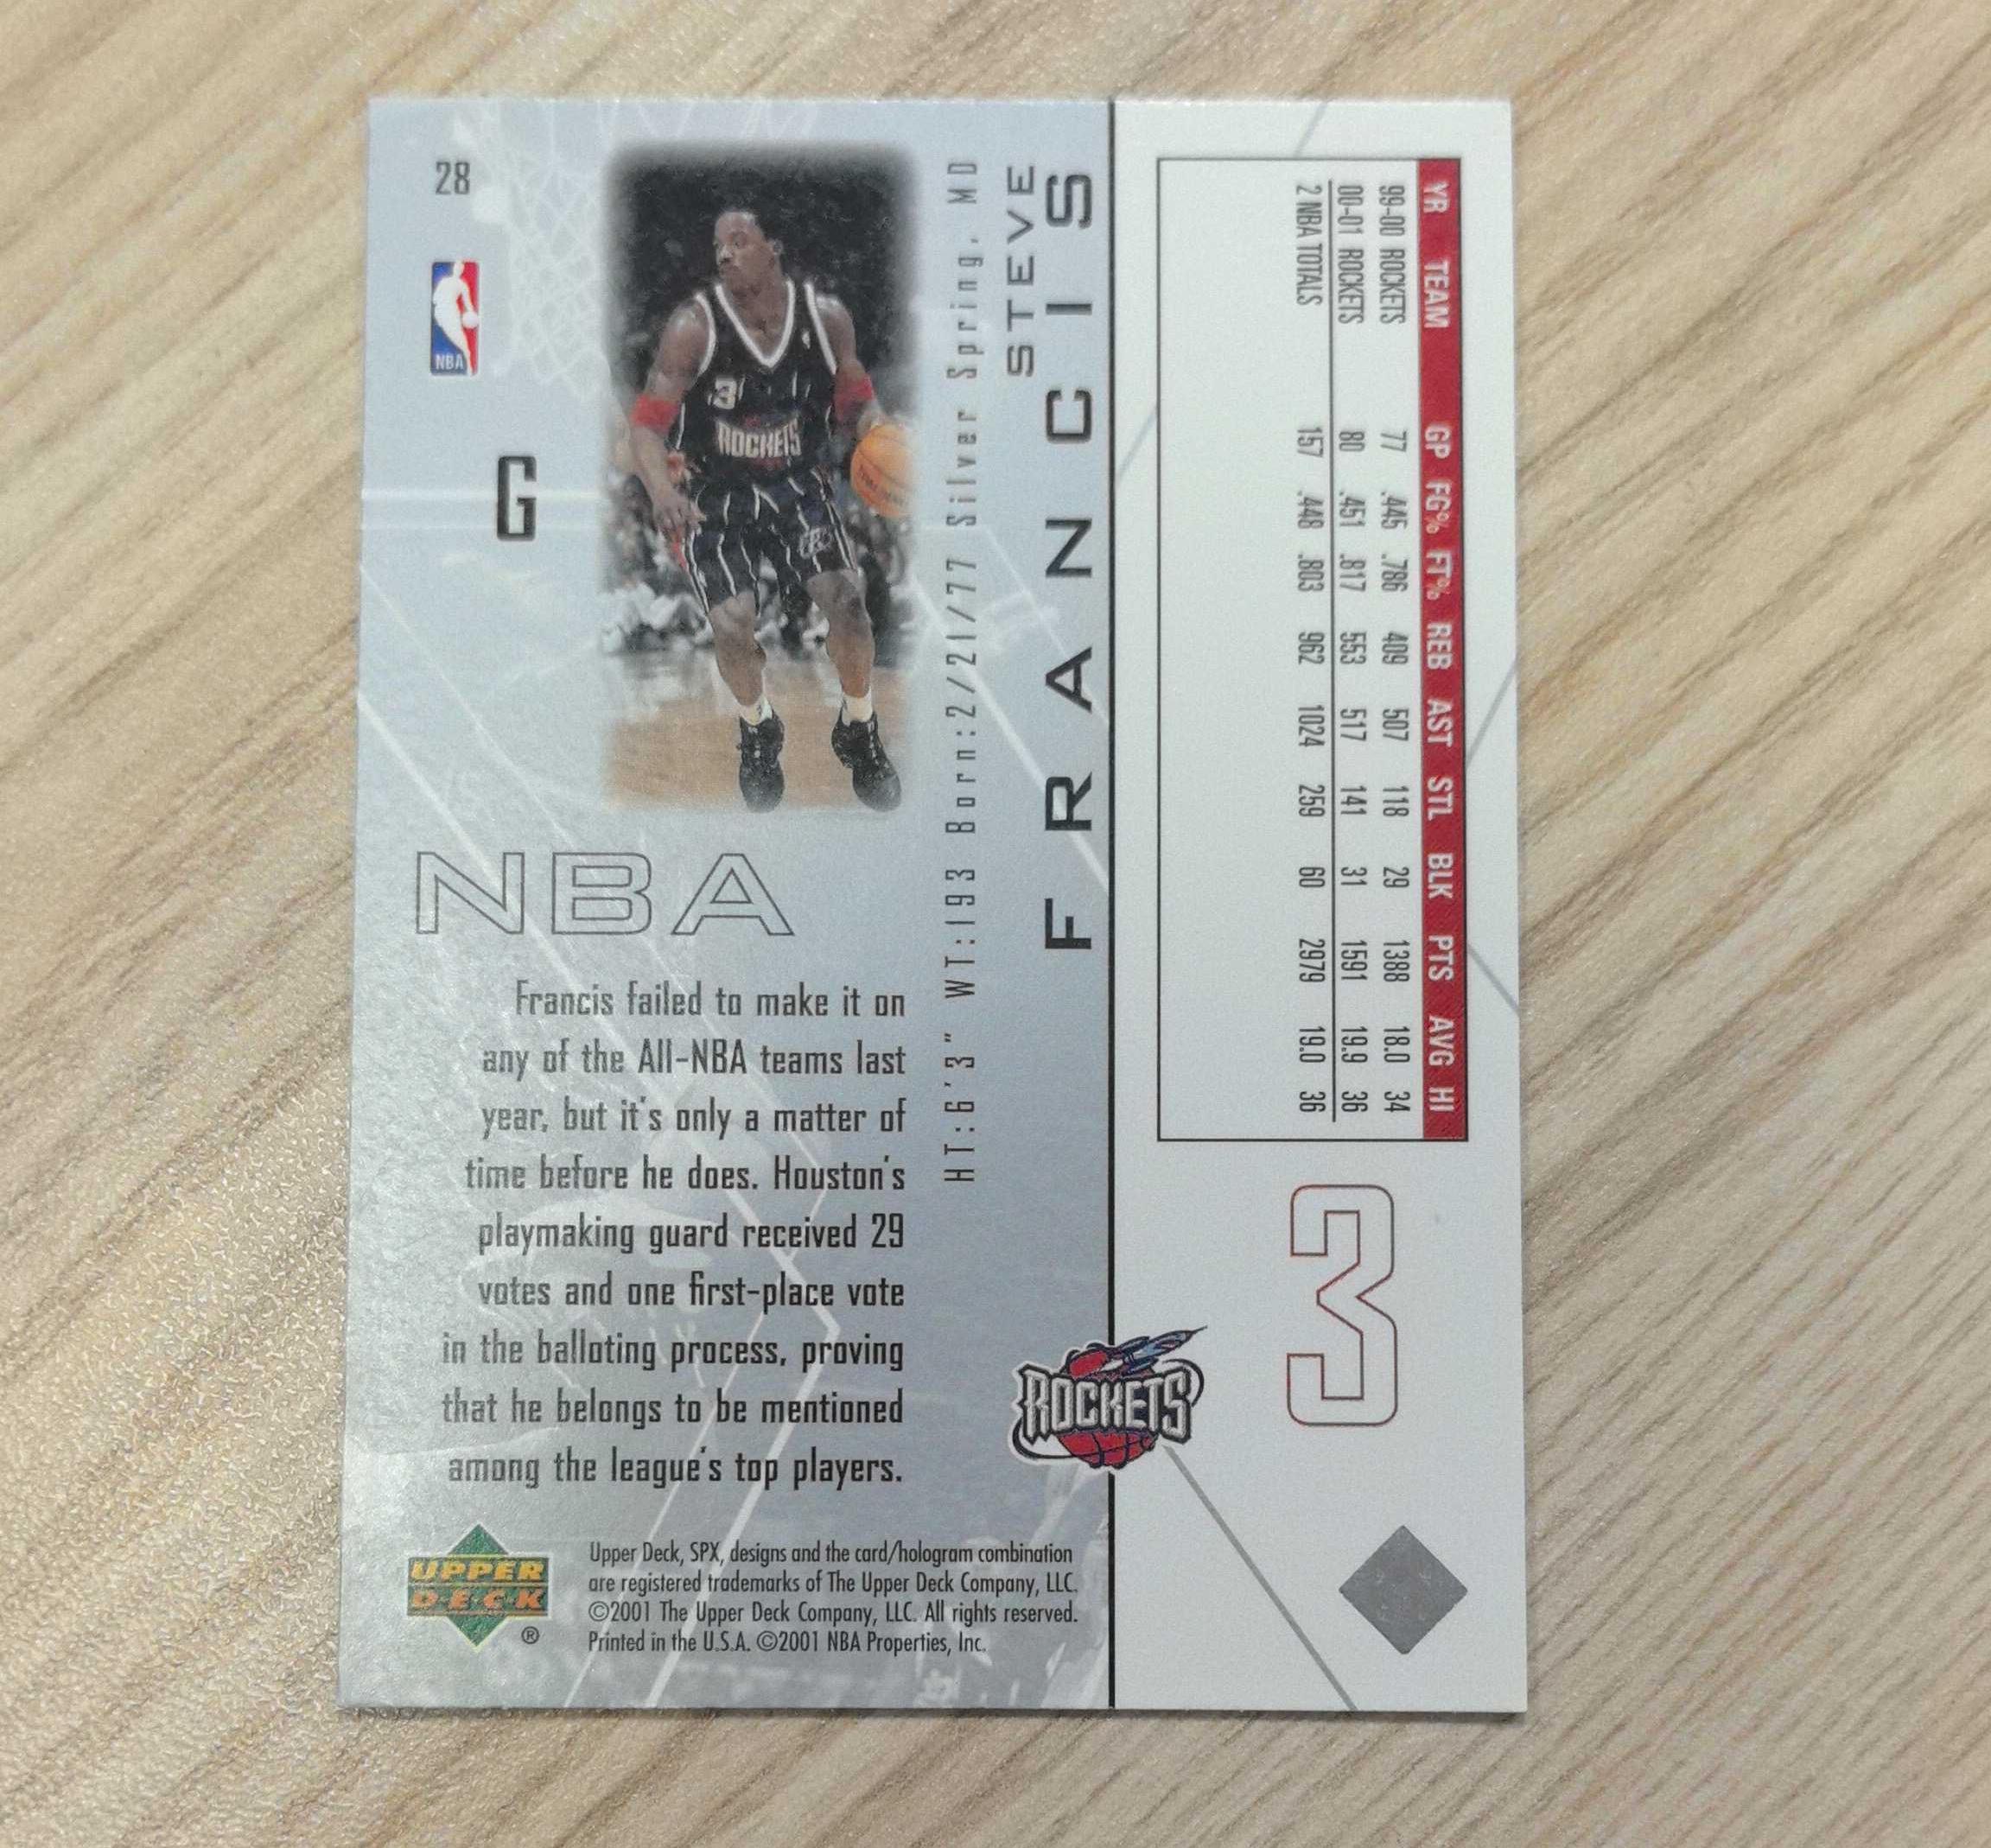 28
NBA
G
3
ROCKETS
STEVE
FRANCIS
HT:6'3" WT:193 Born:2/21/77 Silver Spring, MD
NBA
Francis failed to make it on
any of the All-NBA teams last
year, but it's only a matter of
time before he does. Houston's
playmaking guard received 29
votes and one first-place vote
in the balloting process, proving
that he belongs to be mentioned
among the league's top players.
YR TEAM GP FG% FT% REB AST STL BLK PTS AVG HI
99-00 ROCKETS 77 .445 .786 409 507 118 29 1388 18.0 34
00-01 ROCKETS 80 .451 .817 553 517 141 31 1591 19.9 36
2 NBA TOTALS 157 .448 .803 962 1024 259 60 2979 19.0 36
3
ROCKETS
UPPER
DECK
®
Upper Deck, SPX, designs and the card/hologram combination
are registered trademarks of The Upper Deck Company, LLC.
©2001 The Upper Deck Company, LLC. All rights reserved.
Printed in the U.S.A. ©2001 NBA Properties, Inc.